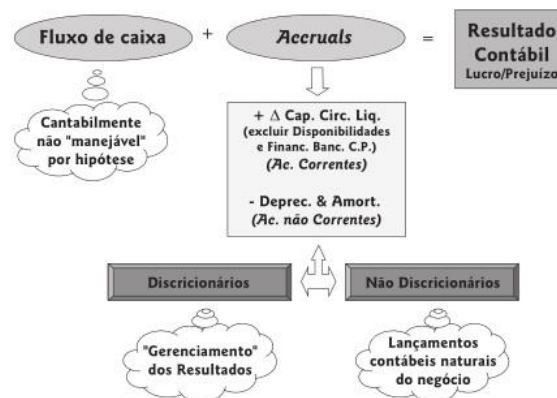 Fluxo de caixa
+
Accruals
=
Resultado
Contábil
Lucro/Prejuízo
Cantabilmente
não "manejável"
por hipótese
+ Δ Cap. Circ. Liq.
(excluir Disponibilidades
e Financ. Banc. C.P.)
(Ac. Correntes)
- Deprec. & Amort.
(Ac. não Correntes)
Discricionários
Não Discricionários
"Gerenciamento"
dos Resultados
Lançamentos
contábeis naturais
do negócio